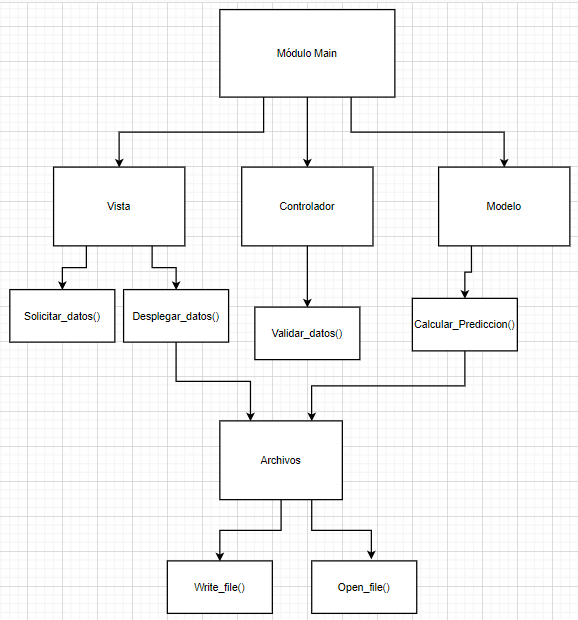 Módulo Main
Vista
Controlador
Modelo
Solicitar_datos()
Desplegar_datos()
Validar_datos()
Calcular_Prediccion()
Archivos
Write_file()
Open_file()